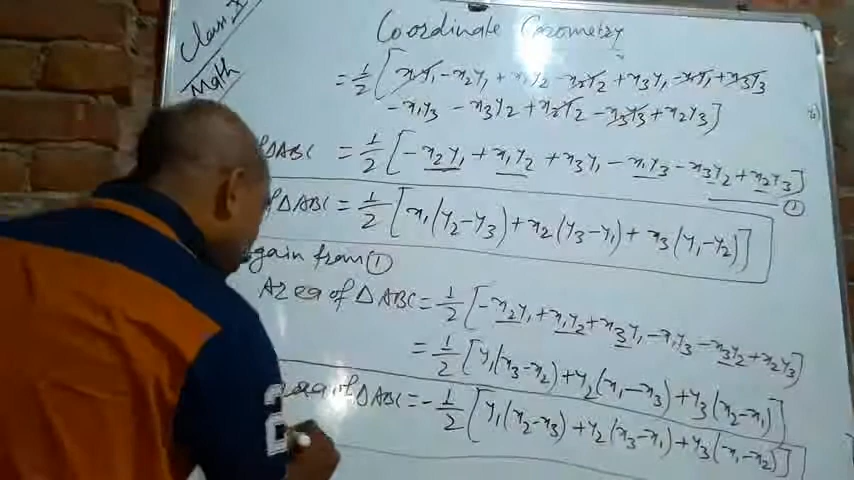 Class X
Math
Coordinate Geometry
= 1/2 [x₁y₁ - x₂y₁ + x₁y₂ - x₂y₂ + x₃y₁ - x₁y₁ + x₃y₃
- x₁y₃ - x₃y₂ + x₂y₂ - x₃y₃ + x₂y₃]
f ΔABC = 1/2 [-x₂y₁ + x₁y₂ + x₃y₁ - x₁y₃ - x₃y₂ + x₂y₃]
①
f ΔABC = 1/2 [x₁(y₂-y₃) + x₂(y₃-y₁) + x₃(y₁-y₂)]
gain from ①
Area of ΔABC = 1/2 [-x₂y₁ + x₁y₂ + x₃y₁ - x₁y₃ - x₃y₂ + x₂y₃]
= 1/2 [y₁(x₃-x₂) + y₂(x₁-x₃) + y₃(x₂-x₁)]
rea of ΔABC = -1/2 [y₁(x₂-x₃) + y₂(x₃-x₁) + y₃(x₁-x₂)]
2